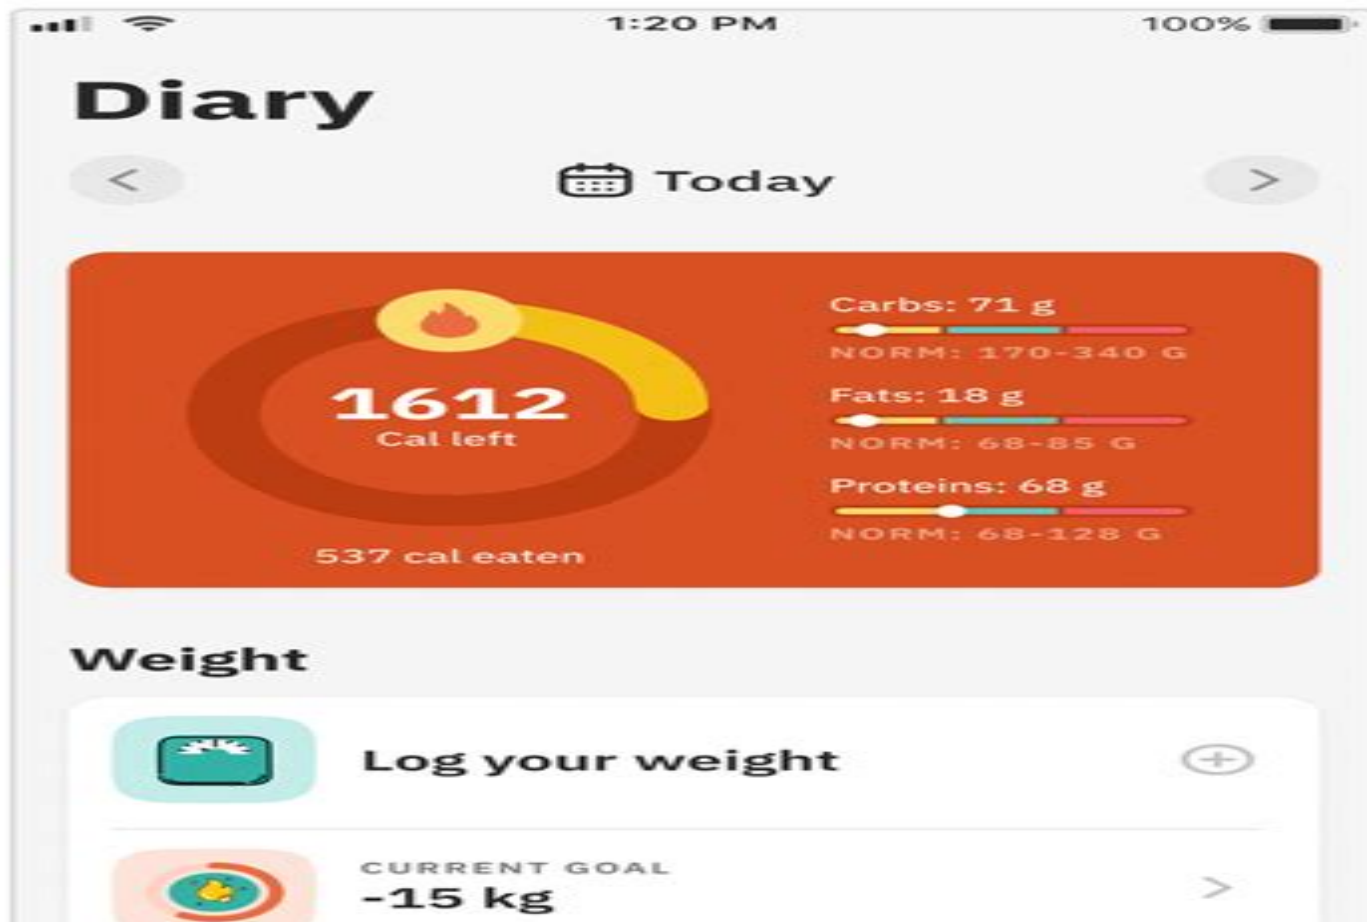 1:20 PM
100%
Diary
Today
1612
Cal left
537 cal eaten
Carbs: 71 g
NORM: 170-340 G
Fats: 18 g
NORM: 68-85 G
Proteins: 68 g
NORM: 68-128 G
Weight
Log your weight
CURRENT GOAL
-15 kg